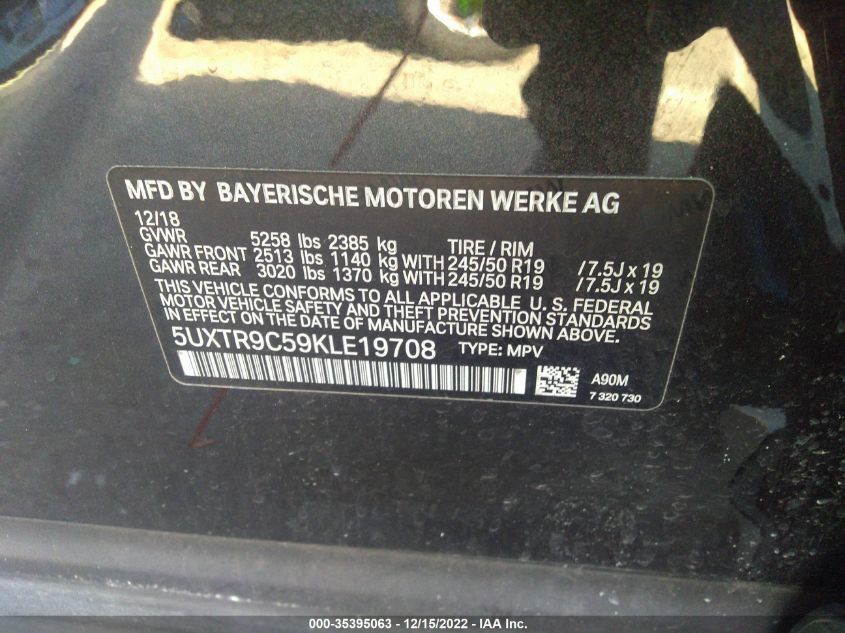 MFD BY BAYERISCHE MOTOREN WERKE AG
12/18
GVWR 5258 lbs 2385 kg TIRE / RIM
GAWR FRONT 2513 lbs 1140 kg WITH 245/50 R19 / 7.5J x 19
GAWR REAR 3020 lbs 1370 kg WITH 245/50 R19 / 7.5J x 19
THIS VEHICLE CONFORMS TO ALL APPLICABLE U. S. FEDERAL
MOTOR VEHICLE SAFETY AND THEFT PREVENTION STANDARDS
IN EFFECT ON THE DATE OF MANUFACTURE SHOWN ABOVE.
5UXTR9C59KLE19708 TYPE: MPV
A90M
7 320 730
000-35395063 - 12/15/2022 - IAA Inc.